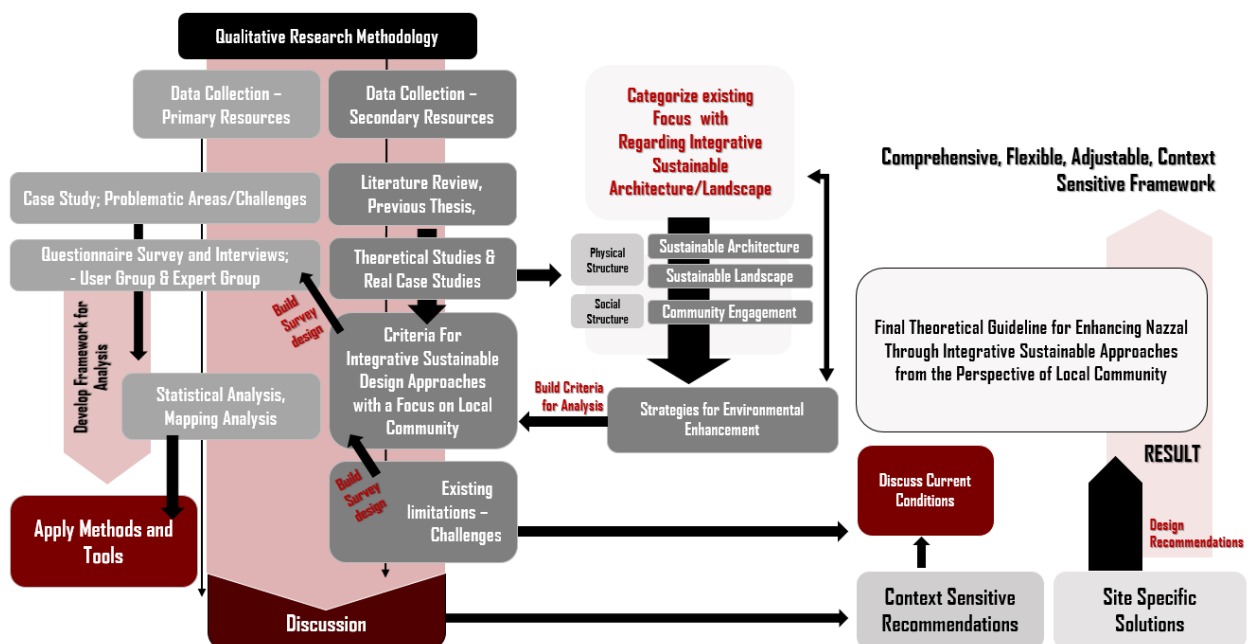 Qualitative Research Methodology
Data Collection –
Primary Resources
Data Collection –
Secondary Resources
Case Study; Problematic Areas/Challenges
Literature Review,
Previous Thesis,
Questionnaire Survey and Interviews;
- User Group & Expert Group
Theoretical Studies &
Real Case Studies
Build
Survey
design
Develop Framework for
Analysis
Statistical Analysis,
Mapping Analysis
Criteria For
Integrative Sustainable
Design Approaches
with a Focus on Local
Community
Build
Survey
design
Existing
limitations –
Challenges
Apply Methods and
Tools
Discussion
Categorize existing
Focus with
Regarding Integrative
Sustainable
Architecture/Landscape
Physical
Structure
Sustainable Architecture
Sustainable Landscape
Social
Structure
Community Engagement
Build Criteria
for Analysis
Strategies for Environmental
Enhancement
Comprehensive, Flexible, Adjustable, Context
Sensitive Framework
Final Theoretical Guideline for Enhancing Nazzal
Through Integrative Sustainable Approaches
from the Perspective of Local Community
RESULT
Discuss Current
Conditions
Design
Recommendations
Context Sensitive
Recommendations
Site Specific
Solutions